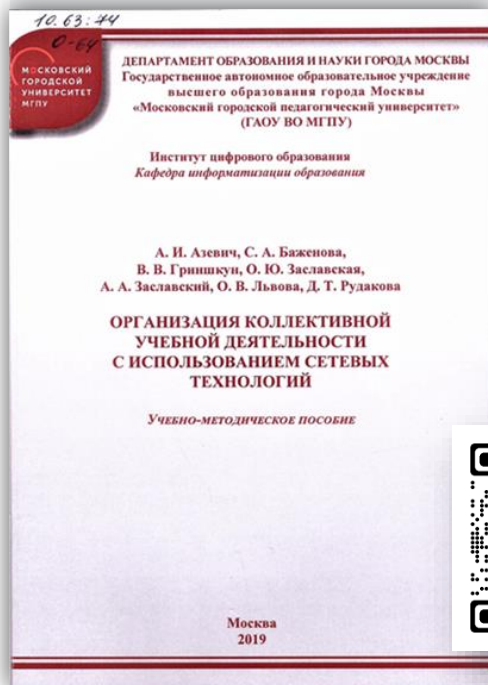 10.63:74
О-64
МОСКОВСКИЙ
ГОРОДСКОЙ
УНИВЕРСИТЕТ
МГПУ
ДЕПАРТАМЕНТ ОБРАЗОВАНИЯ И НАУКИ ГОРОДА МОСКВЫ
Государственное автономное образовательное учреждение
высшего образования города Москвы
«Московский городской педагогический университет»
(ГАОУ ВО МГПУ)
Институт цифрового образования
Кафедра информатизации образования
А. И. Азевич, С. А. Баженова,
В. В. Гриншкун, О. Ю. Заславская,
А. А. Заславский, О. В. Львова, Д. Т. Рудакова
ОРГАНИЗАЦИЯ КОЛЛЕКТИВНОЙ
УЧЕБНОЙ ДЕЯТЕЛЬНОСТИ
С ИСПОЛЬЗОВАНИЕМ СЕТЕВЫХ
ТЕХНОЛОГИЙ
УЧЕБНО-МЕТОДИЧЕСКОЕ ПОСОБИЕ
Москва
2019